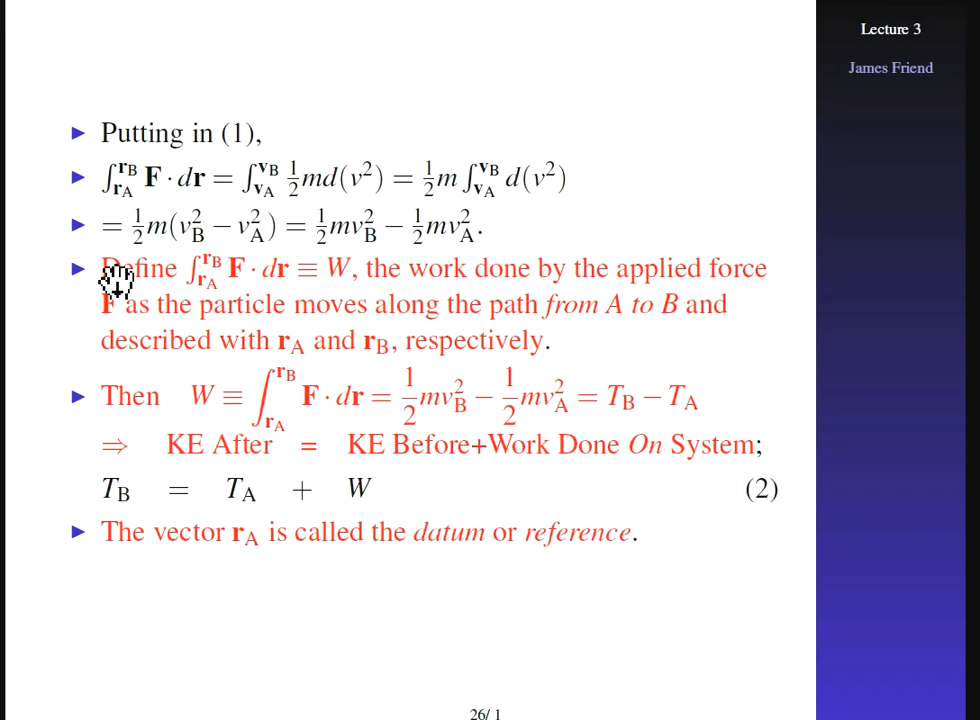 Lecture 3
James Friend
▶ Putting in (1),
▶ ∫_{r_A}^{r_B} F · dr = ∫_{v_A}^{v_B} ½md(v²) = ½m ∫_{v_A}^{v_B} d(v²)
▶ = ½m(v_B² − v_A²) = ½mv_B² − ½mv_A².
▶ Define ∫_{r_A}^{r_B} F · dr ≡ W, the work done by the applied force
F as the particle moves along the path from A to B and
described with r_A and r_B, respectively.
▶ Then W ≡ ∫_{r_A}^{r_B} F · dr = ½mv_B² − ½mv_A² = T_B − T_A
⇒ KE After = KE Before+Work Done On System;
T_B = T_A + W (2)
▶ The vector r_A is called the datum or reference.
26/ 1